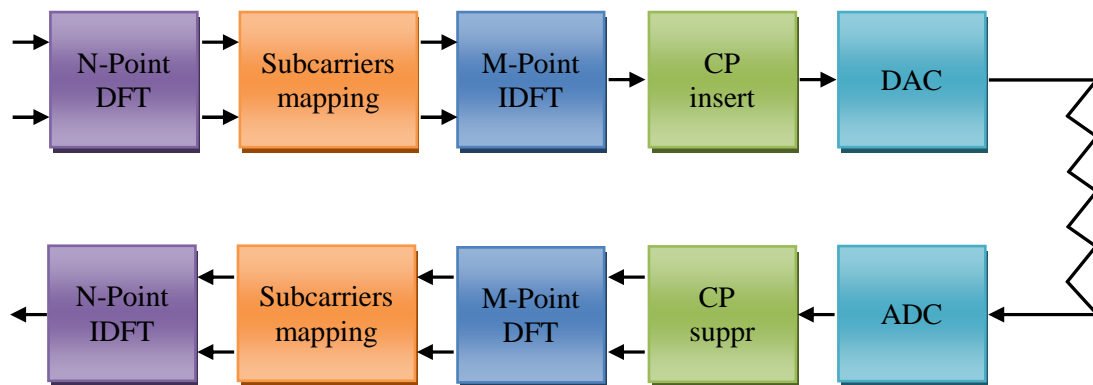 N-Point
DFT
Subcarriers
mapping
M-Point
IDFT
CP
insert
DAC
N-Point
IDFT
Subcarriers
mapping
M-Point
DFT
CP
suppr
ADC